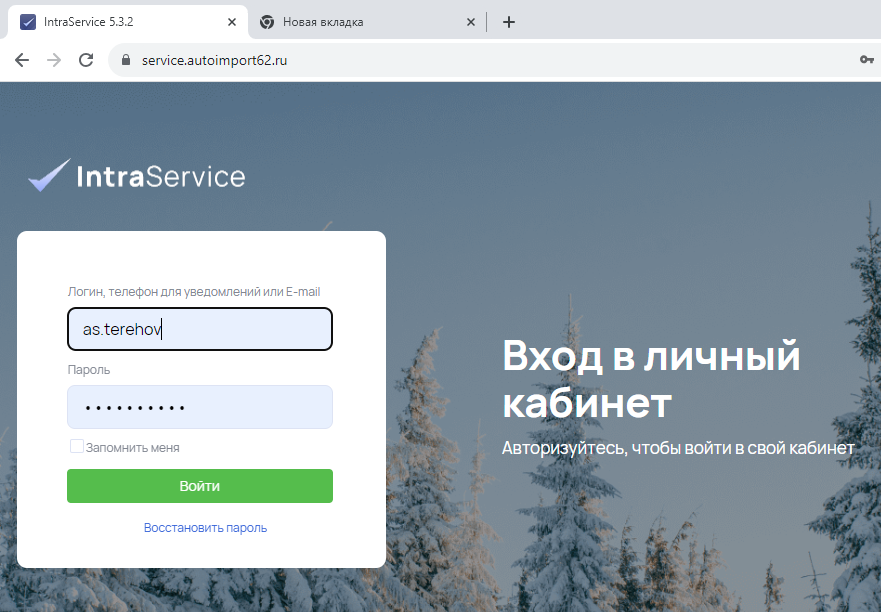 IntraService 5.3.2
Новая вкладка
service.autoimport62.ru
IntraService
Логин, телефон для уведомлений или E-mail
as.terehov
Пароль
Запомнить меня
Войти
Восстановить пароль
Вход в личный
кабинет
Авторизуйтесь, чтобы войти в свой кабинет